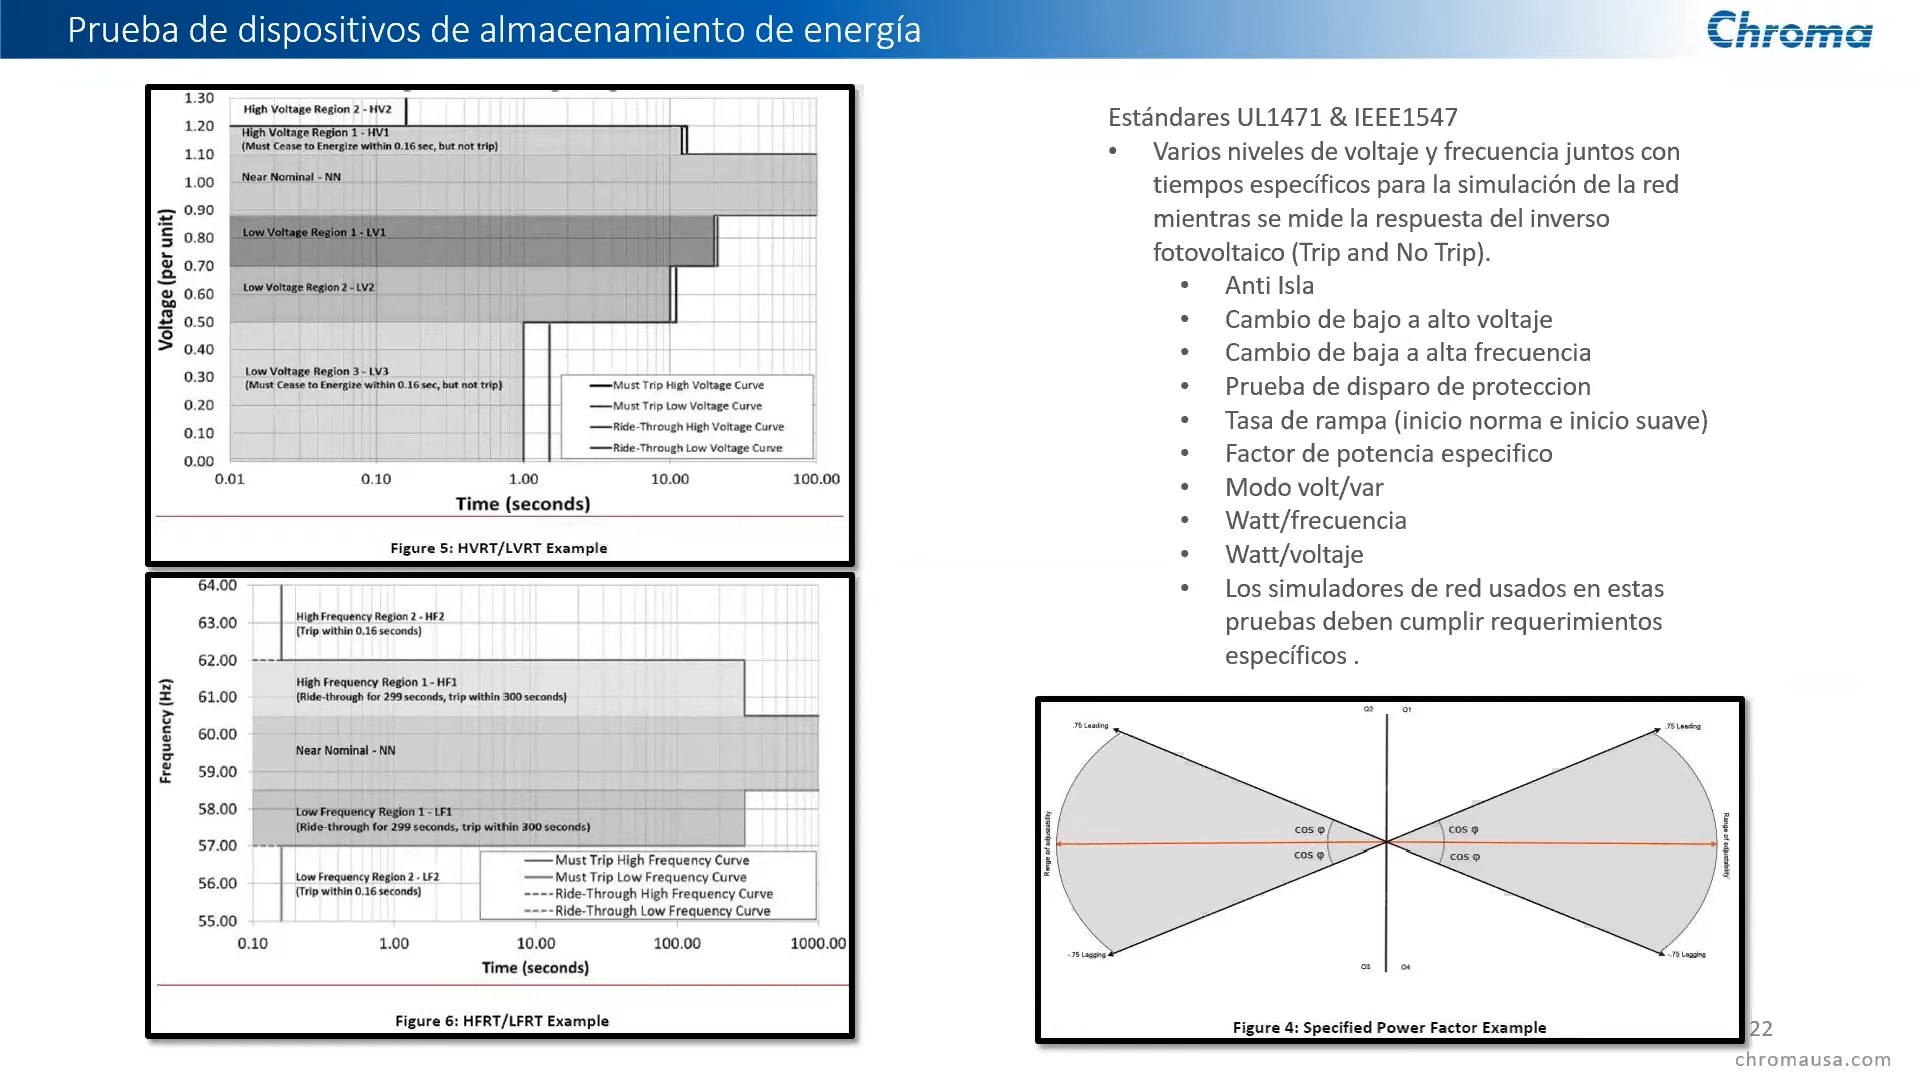 Prueba de dispositivos de almacenamiento de energía
Chroma
1.30
1.20
1.10
1.00
0.90
0.80
0.70
0.60
0.50
0.40
0.30
0.20
0.10
0.00
Voltage (per unit)
High Voltage Region 2 - HV2
High Voltage Region 1 - HV1
(Must Cease to Energize within 0.16 sec, but not trip)
Near Nominal - NN
Low Voltage Region 1 - LV1
Low Voltage Region 2 - LV2
Low Voltage Region 3 - LV3
(Must Cease to Energize within 0.16 sec, but not trip)
Must Trip High Voltage Curve
Must Trip Low Voltage Curve
Ride-Through High Voltage Curve
Ride-Through Low Voltage Curve
0.01 0.10 1.00 10.00 100.00
Time (seconds)
Figure 5: HVRT/LVRT Example
64.00
63.00
62.00
61.00
60.00
59.00
58.00
57.00
56.00
55.00
Frequency (Hz)
High Frequency Region 2 - HF2
(Trip within 0.16 seconds)
High Frequency Region 1 - HF1
(Ride-through for 299 seconds, trip within 300 seconds)
Near Nominal - NN
Low Frequency Region 1 - LF1
(Ride-through for 299 seconds, trip within 300 seconds)
Low Frequency Region 2 - LF2
(Trip within 0.16 seconds)
Must Trip High Frequency Curve
Must Trip Low Frequency Curve
Ride-Through High Frequency Curve
Ride-Through Low Frequency Curve
0.10 1.00 10.00 100.00 1000.00
Time (seconds)
Figure 6: HFRT/LFRT Example
Estándares UL1471 & IEEE1547
• Varios niveles de voltaje y frecuencia juntos con
tiempos específicos para la simulación de la red
mientras se mide la respuesta del inverso
fotovoltaico (Trip and No Trip).
• Anti Isla
• Cambio de bajo a alto voltaje
• Cambio de baja a alta frecuencia
• Prueba de disparo de proteccion
• Tasa de rampa (inicio norma e inicio suave)
• Factor de potencia especifico
• Modo volt/var
• Watt/frecuencia
• Watt/voltaje
• Los simuladores de red usados en estas
pruebas deben cumplir requerimientos
específicos .
Q2 Q1
.75 Leading .75 Leading
Range of adjustability
cos φ cos φ
cos φ cos φ
Range of adjustability
-.75 Lagging -.75 Lagging
Q3 Q4
Figure 4: Specified Power Factor Example
22
chromausa.com